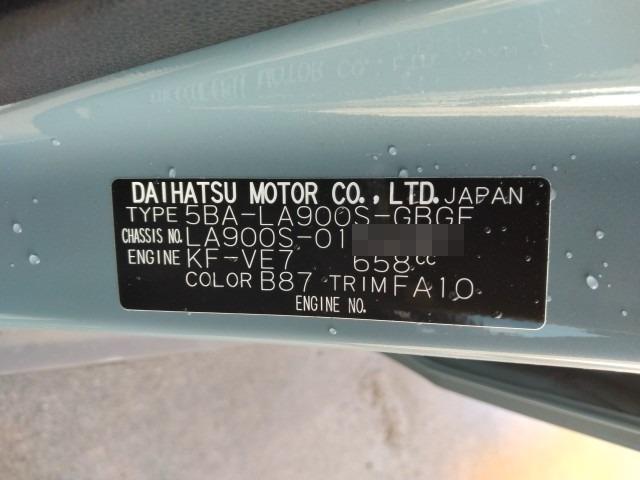 DAIHATSU MOTOR CO., LTD. JAPAN
TYPE 5BA-LA900S-GBGF
CHASSIS NO. LA900S-01
ENGINE KF-VE7 658cc
COLOR B87 TRIM FA10
ENGINE NO.